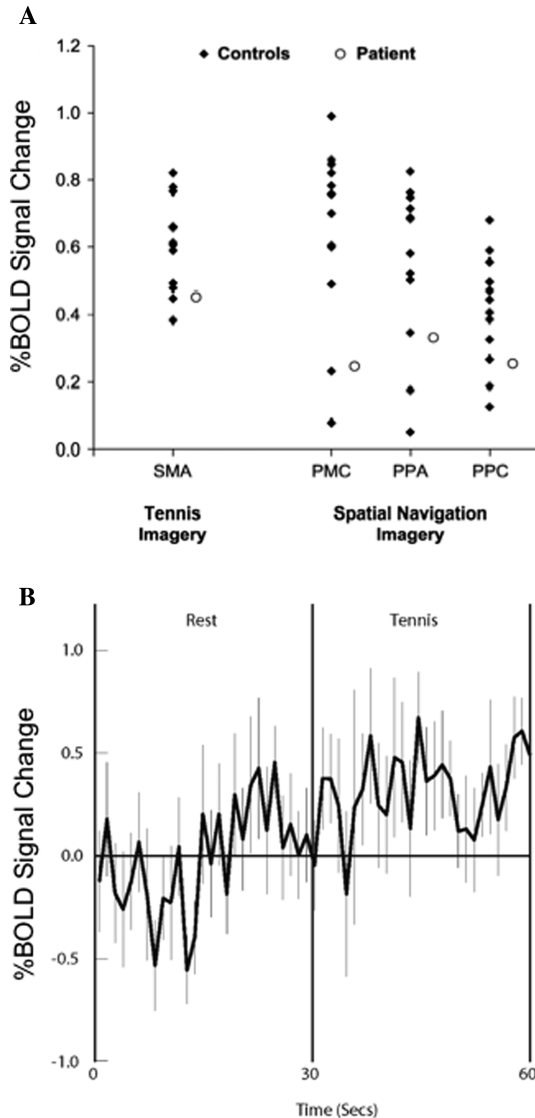 A
1.2
◆ Controls ○ Patient
1.0
0.8
0.6
0.4
0.2
0.0
%BOLD Signal Change
SMA PMC PPA PPC
Tennis Imagery
Spatial Navigation Imagery
B
Rest Tennis
1.0
0.5
0.0
-0.5
-1.0
%BOLD Signal Change
0 30 60
Time (Secs)